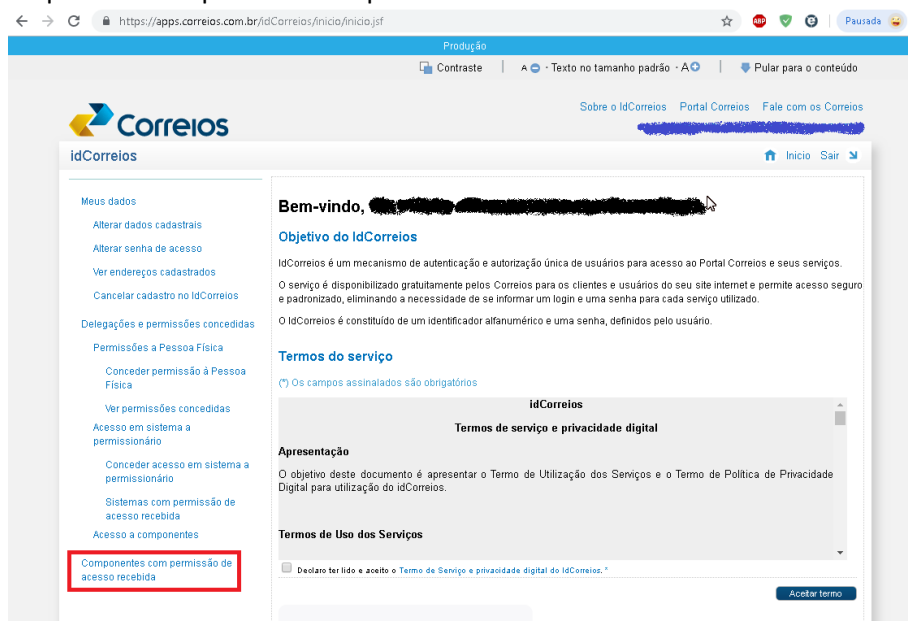 https://apps.correios.com.br/idCorreios/inicio/inicio.jsf
ABP
Pausada
Produção
Contraste | A - Texto no tamanho padrão - A | Pular para o conteúdo
Sobre o IdCorreios Portal Correios Fale com os Correios
Correios
idCorreios
Inicio Sair
Meus dados
Alterar dados cadastrais
Alterar senha de acesso
Ver endereços cadastrados
Cancelar cadastro no IdCorreios
Delegações e permissões concedidas
Permissões a Pessoa Física
Conceder permissão à Pessoa
Física
Ver permissões concedidas
Acesso em sistema a
permissionário
Conceder acesso em sistema a
permissionário
Sistemas com permissão de
acesso recebida
Acesso a componentes
Componentes com permissão de
acesso recebida
Bem-vindo,
Objetivo do IdCorreios
IdCorreios é um mecanismo de autenticação e autorização única de usuários para acesso ao Portal Correios e seus serviços.
O serviço é disponibilizado gratuitamente pelos Correios para os clientes e usuários do seu site internet e permite acesso seguro
e padronizado, eliminando a necessidade de se informar um login e uma senha para cada serviço utilizado.
O IdCorreios é constituído de um identificador alfanumérico e uma senha, definidos pelo usuário.
Termos do serviço
(*) Os campos assinalados são obrigatórios
idCorreios
Termos de serviço e privacidade digital
Apresentação
O objetivo deste documento é apresentar o Termo de Utilização dos Serviços e o Termo de Política de Privacidade
Digital para utilização do idCorreios.
Termos de Uso dos Serviços
Declaro ter lido e aceito o Termo de Serviço e privacidade digital do IdCorreios. *
Aceitar termo